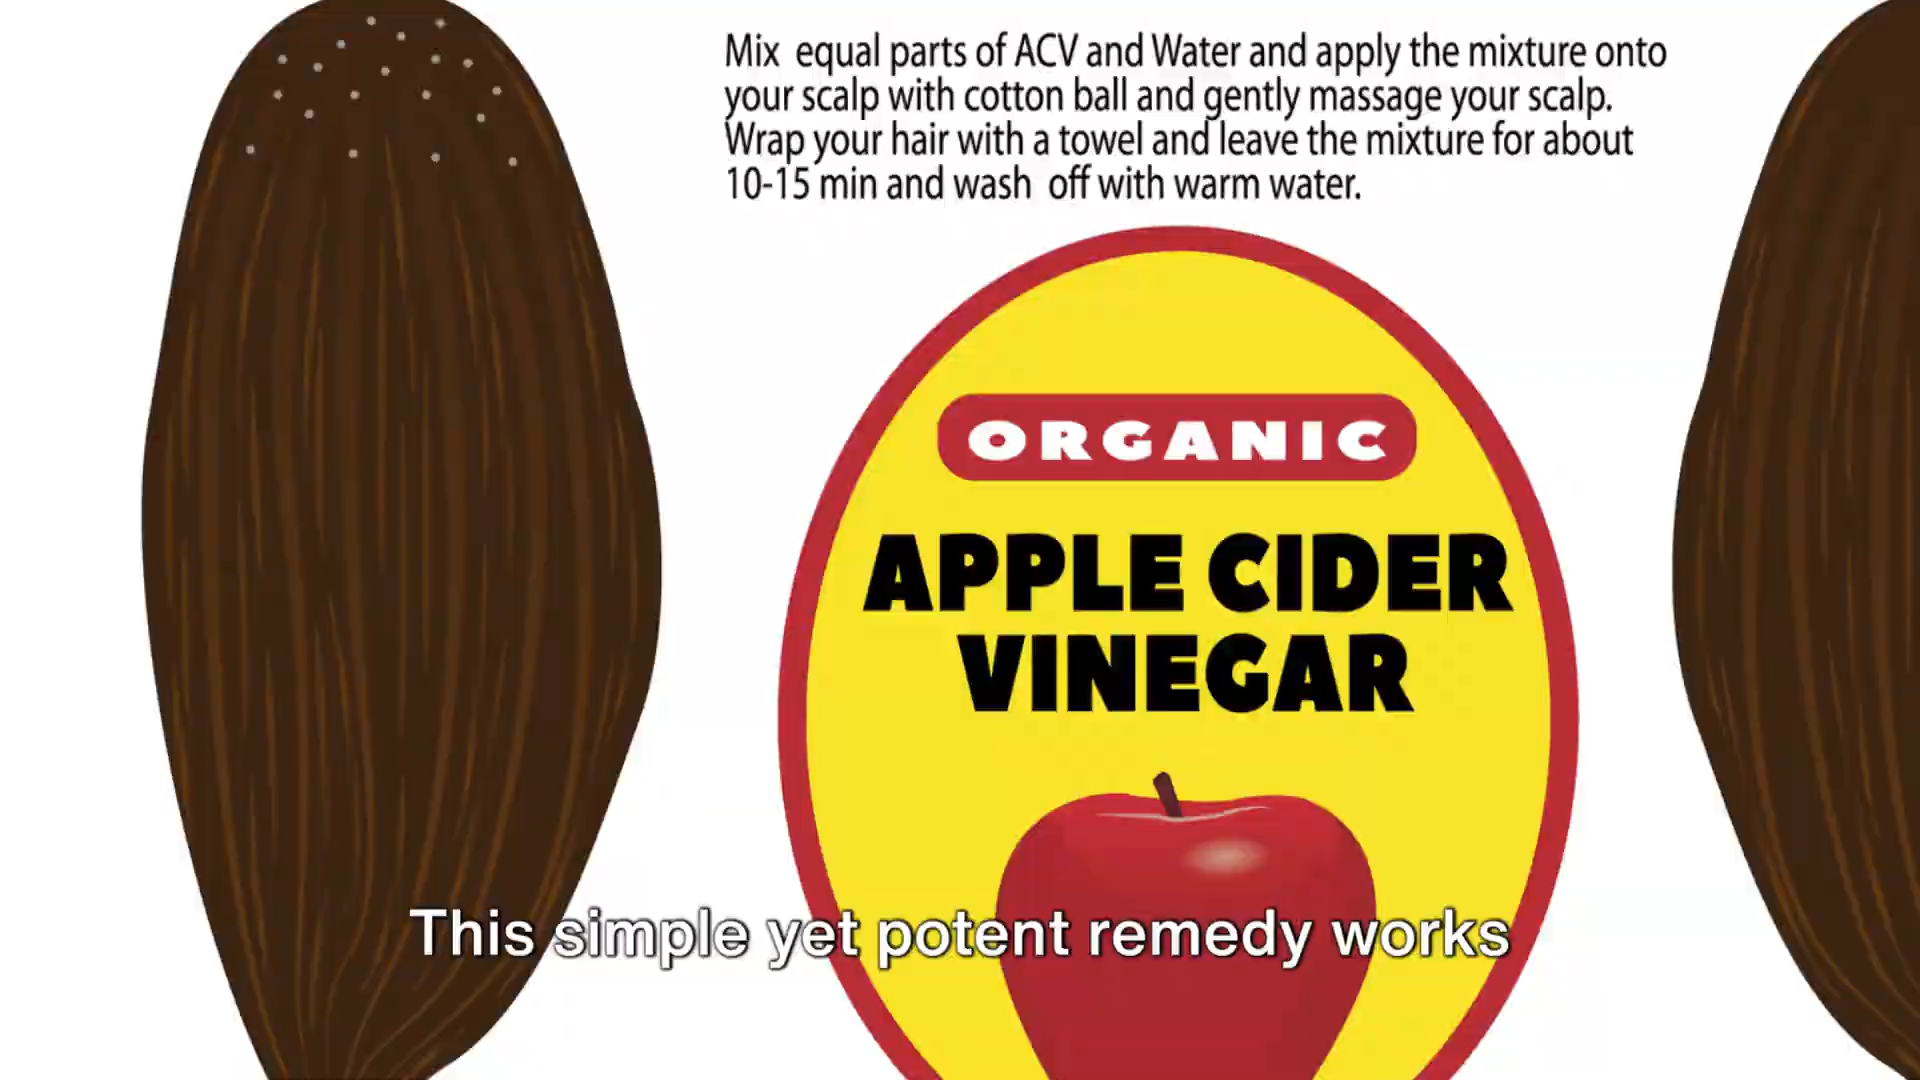 Mix equal parts of ACV and Water and apply the mixture onto
your scalp with cotton ball and gently massage your scalp.
Wrap your hair with a towel and leave the mixture for about
10-15 min and wash off with warm water.
ORGANIC
APPLE CIDER
VINEGAR
This simple yet potent remedy works